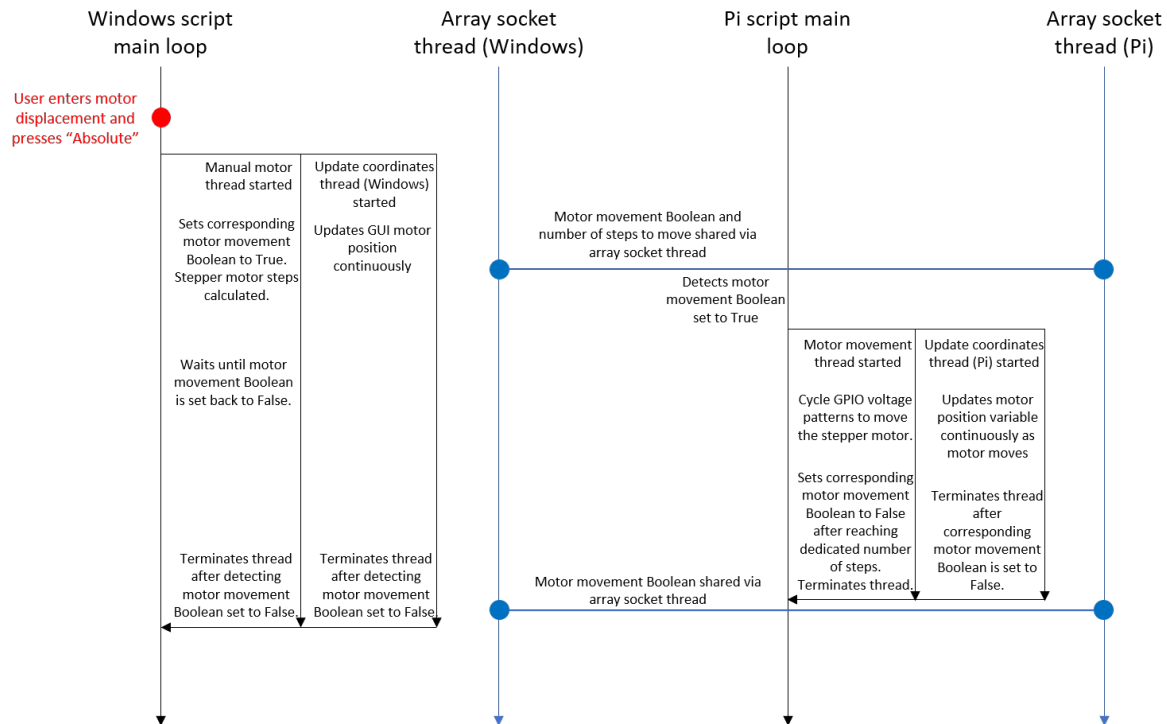 Windows script
main loop
Array socket
thread (Windows)
Pi script main
loop
Array socket
thread (Pi)
User enters motor
displacement and
presses “Absolute”
Manual motor
thread started
Update coordinates
thread (Windows)
started
Sets corresponding
motor movement
Boolean to True.
Stepper motor steps
calculated.
Updates GUI motor
position
continuously
Waits until motor
movement Boolean
is set back to False.
Terminates thread
after detecting
motor movement
Boolean set to False.
Terminates thread
after detecting
motor movement
Boolean set to False.
Motor movement Boolean and
number of steps to move shared via
array socket thread
Detects motor
movement Boolean
set to True
Motor movement
thread started
Update coordinates
thread (Pi) started
Cycle GPIO voltage
patterns to move
the stepper motor.
Updates motor
position variable
continuously as
motor moves
Sets corresponding
motor movement
Boolean to False
after reaching
dedicated number
of steps.
Terminates thread.
Terminates thread
after
corresponding
motor movement
Boolean is set to
False.
Motor movement Boolean shared via
array socket thread